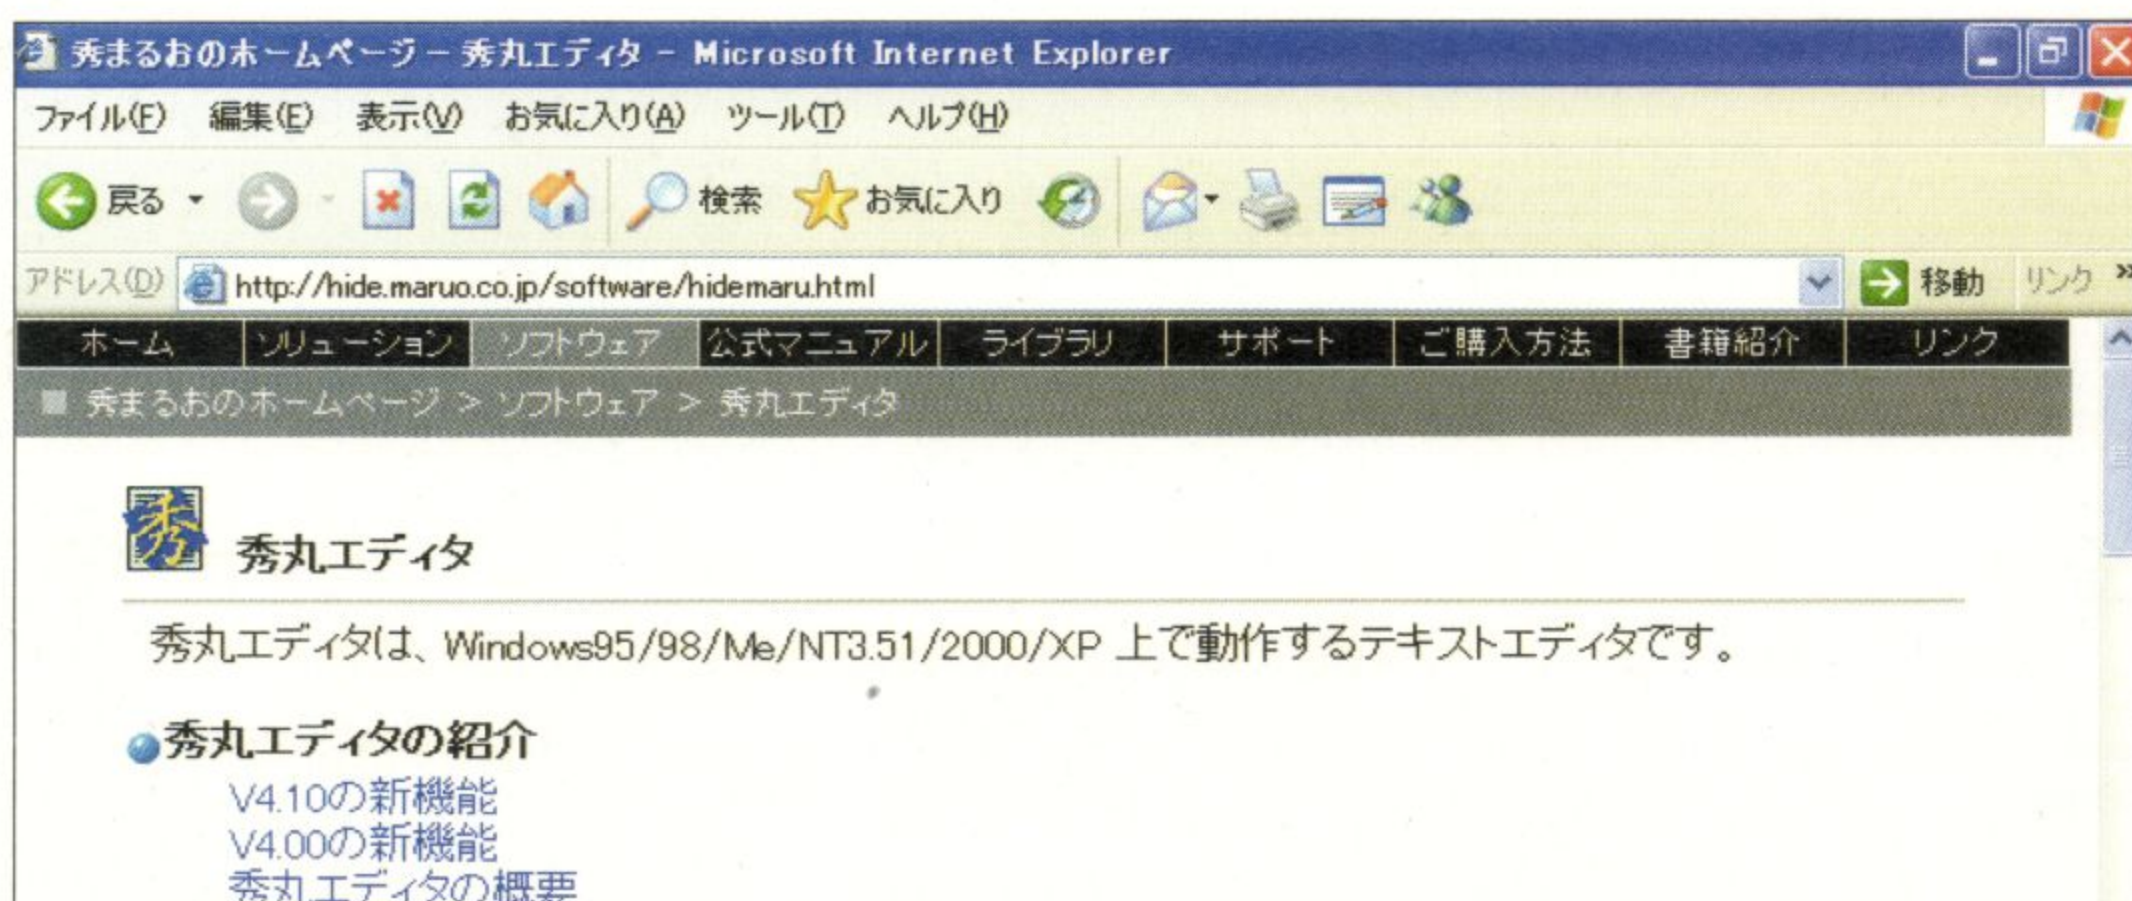 秀まるおのホームページ - 秀丸エディタ - Microsoft Internet Explorer
ファイル(F) 編集(E) 表示(V) お気に入り(A) ツール(T) ヘルプ(H)
戻る 検索 お気に入り
アドレス(D) http://hide.maruo.co.jp/software/hidemaru.html 移動 リンク »
ホーム ソリューション ソフトウェア 公式マニュアル ライブラリ サポート ご購入方法 書籍紹介 リンク
■ 秀まるおのホームページ > ソフトウェア > 秀丸エディタ
秀 秀丸エディタ
秀丸エディタは、Windows95/98/Me/NT3.51/2000/XP 上で動作するテキストエディタです。
秀丸エディタの紹介
V4.10の新機能
V4.00の新機能
秀丸エディタの概要